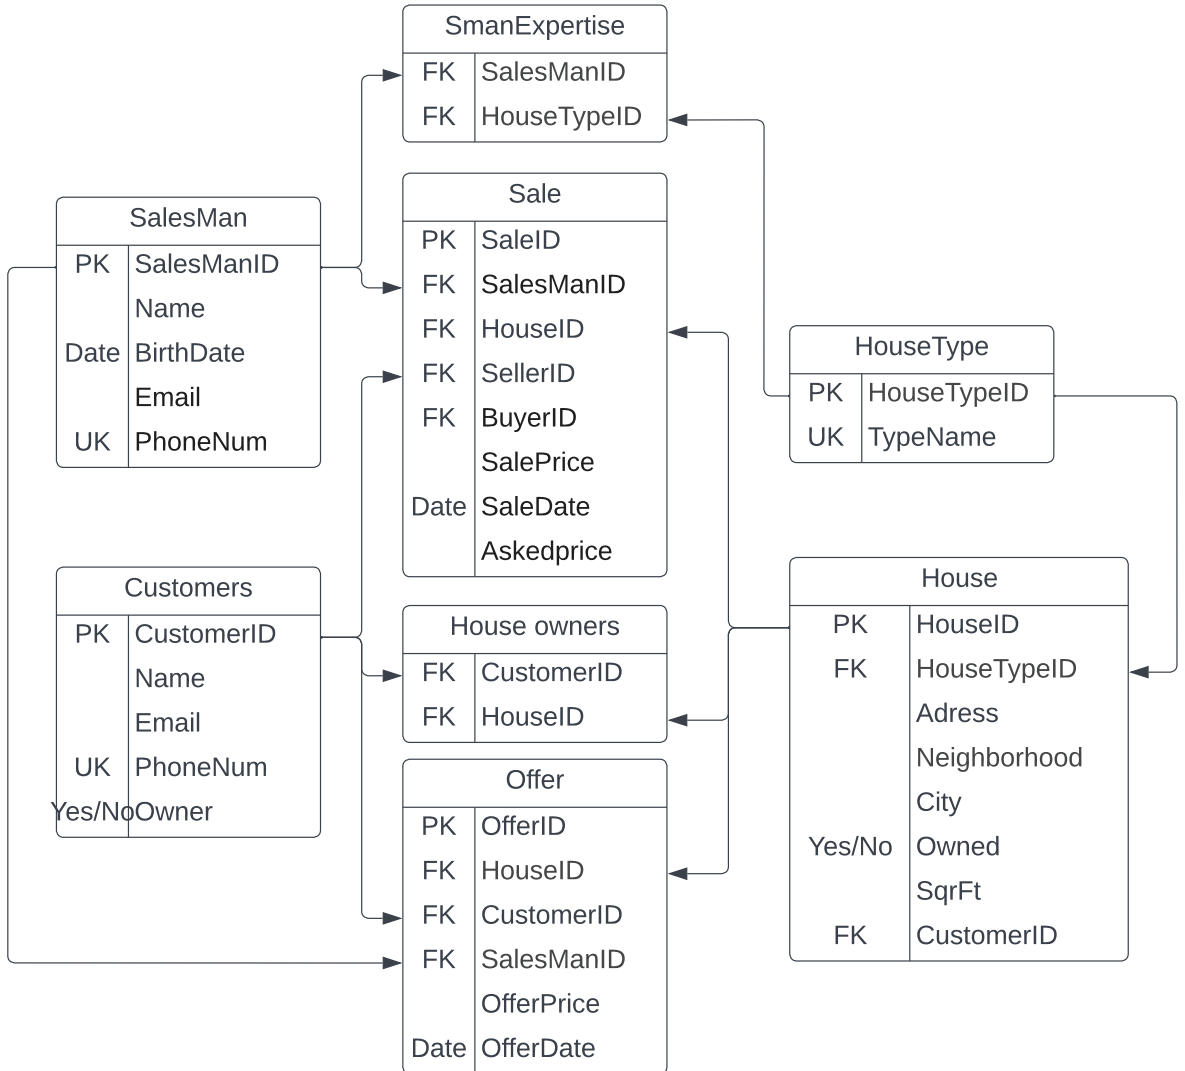 SmanExpertise
FK SalesManID
FK HouseTypeID
Sale
PK SaleID
FK SalesManID
FK HouseID
FK SellerID
FK BuyerID
SalePrice
Date SaleDate
Askedprice
SalesMan
PK SalesManID
Name
Date BirthDate
Email
UK PhoneNum
HouseType
PK HouseTypeID
UK TypeName
Customers
PK CustomerID
Name
Email
UK PhoneNum
Yes/No Owner
House owners
FK CustomerID
FK HouseID
House
PK HouseID
FK HouseTypeID
Adress
Neighborhood
City
Yes/No Owned
SqrFt
FK CustomerID
Offer
PK OfferID
FK HouseID
FK CustomerID
FK SalesManID
OfferPrice
Date OfferDate